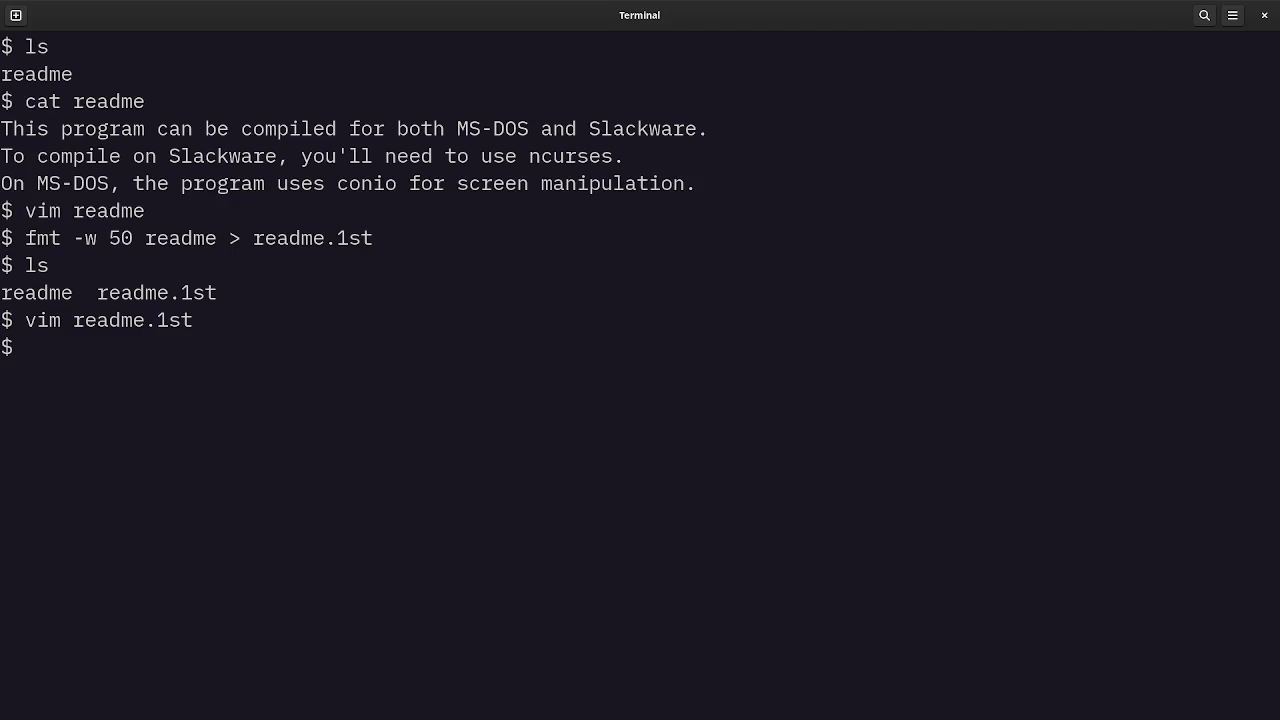 Terminal
$ ls
readme
$ cat readme
This program can be compiled for both MS-DOS and Slackware.
To compile on Slackware, you'll need to use ncurses.
On MS-DOS, the program uses conio for screen manipulation.
$ vim readme
$ fmt -w 50 readme > readme.1st
$ ls
readme  readme.1st
$ vim readme.1st
$